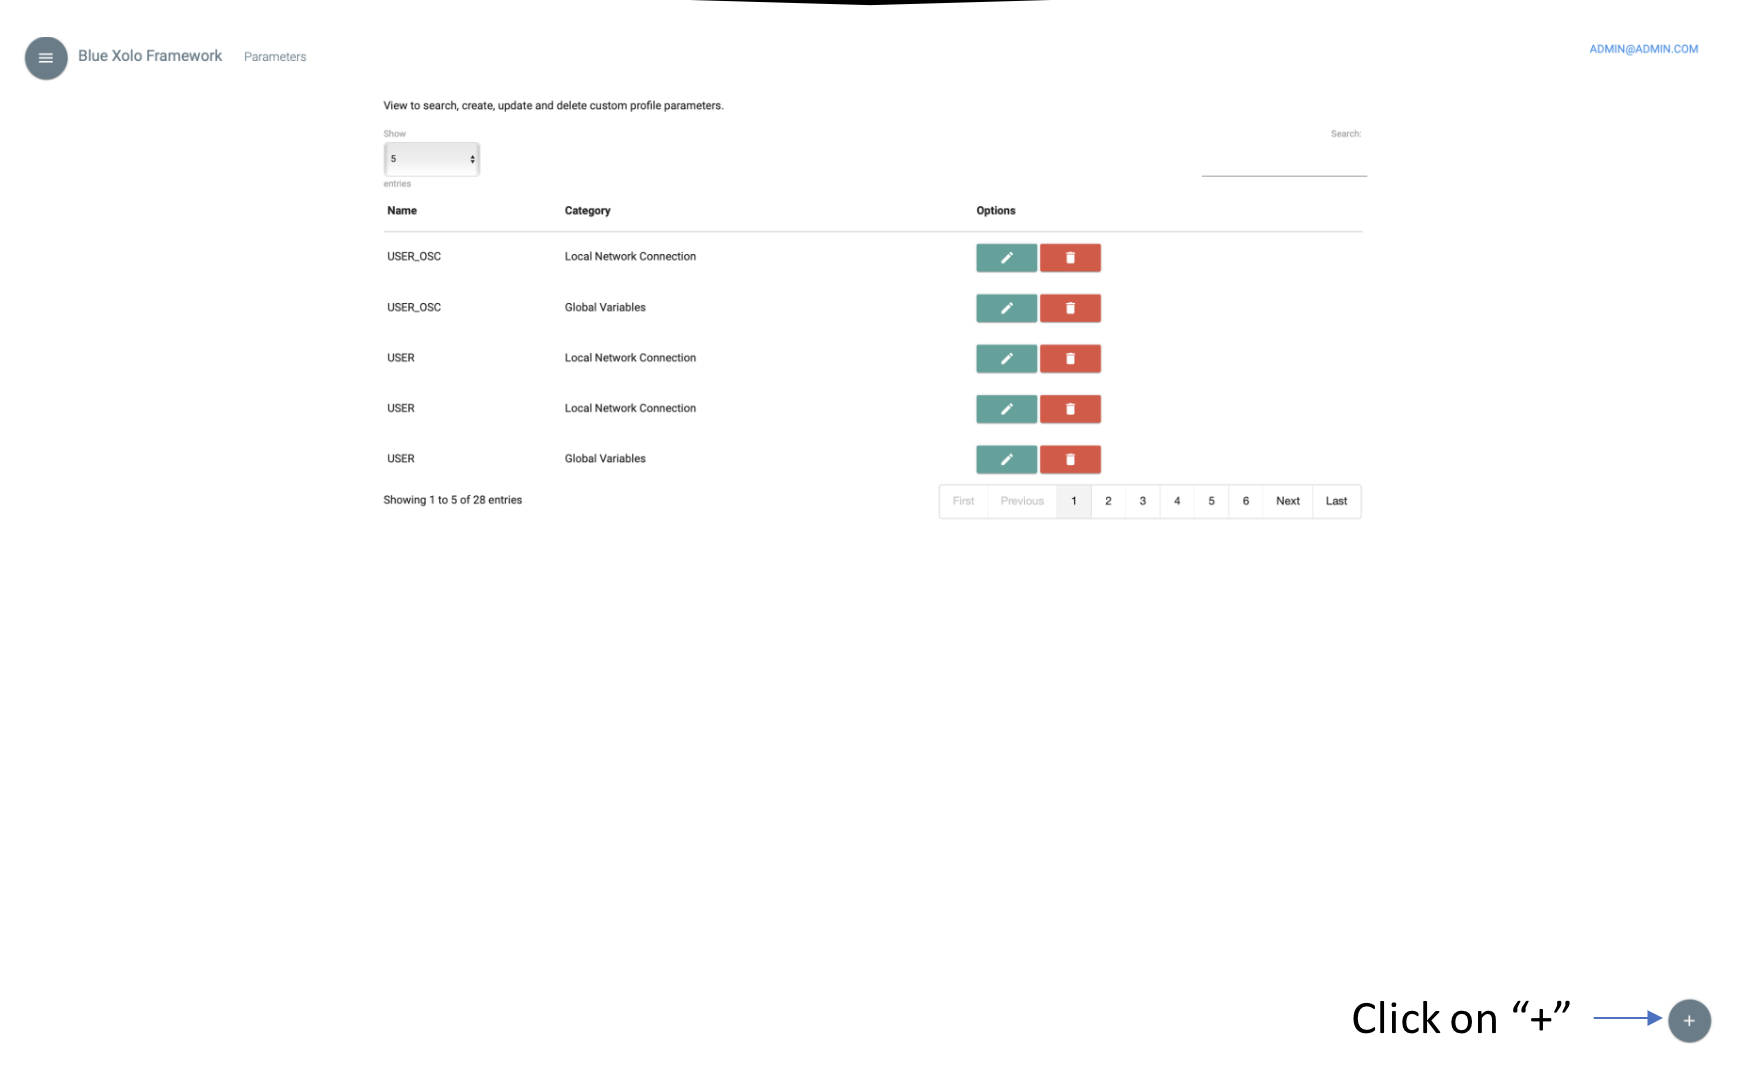 Blue Xolo Framework Parameters ADMIN@ADMIN.COM
View to search, create, update and delete custom profile parameters.
Show Search:
5
entries
Name Category Options
USER_OSC Local Network Connection
USER_OSC Global Variables
USER Local Network Connection
USER Local Network Connection
USER Global Variables
Showing 1 to 5 of 28 entries First Previous 1 2 3 4 5 6 Next Last
Click on “+” +